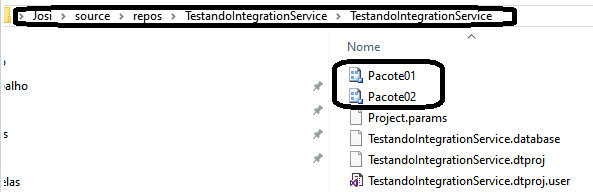 Josi > source > repos > TestandoIntegrationService > TestandoIntegrationService
Nome
Pacote01
Pacote02
Project.params
TestandoIntegrationService.database
TestandoIntegrationService.dtproj
TestandoIntegrationService.dtproj.user
alho
s
elas